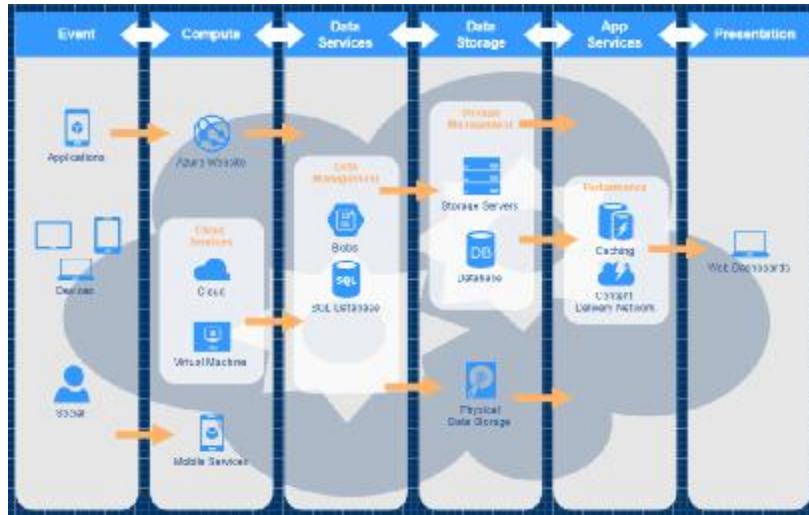 Event
Compute
Data
Services
Data
Storage
App
Services
Presentation
Applications
Devices
Social
Azure Website
Cloud
Services
Cloud
Virtual Machine
Mobile Services
Data
Management
Blobs
SQL
SQL Database
Storage
Management
Storage Servers
DB
Database
Physical
Data Storage
Performance
Caching
Content
Delivery Network
Web Dashboards